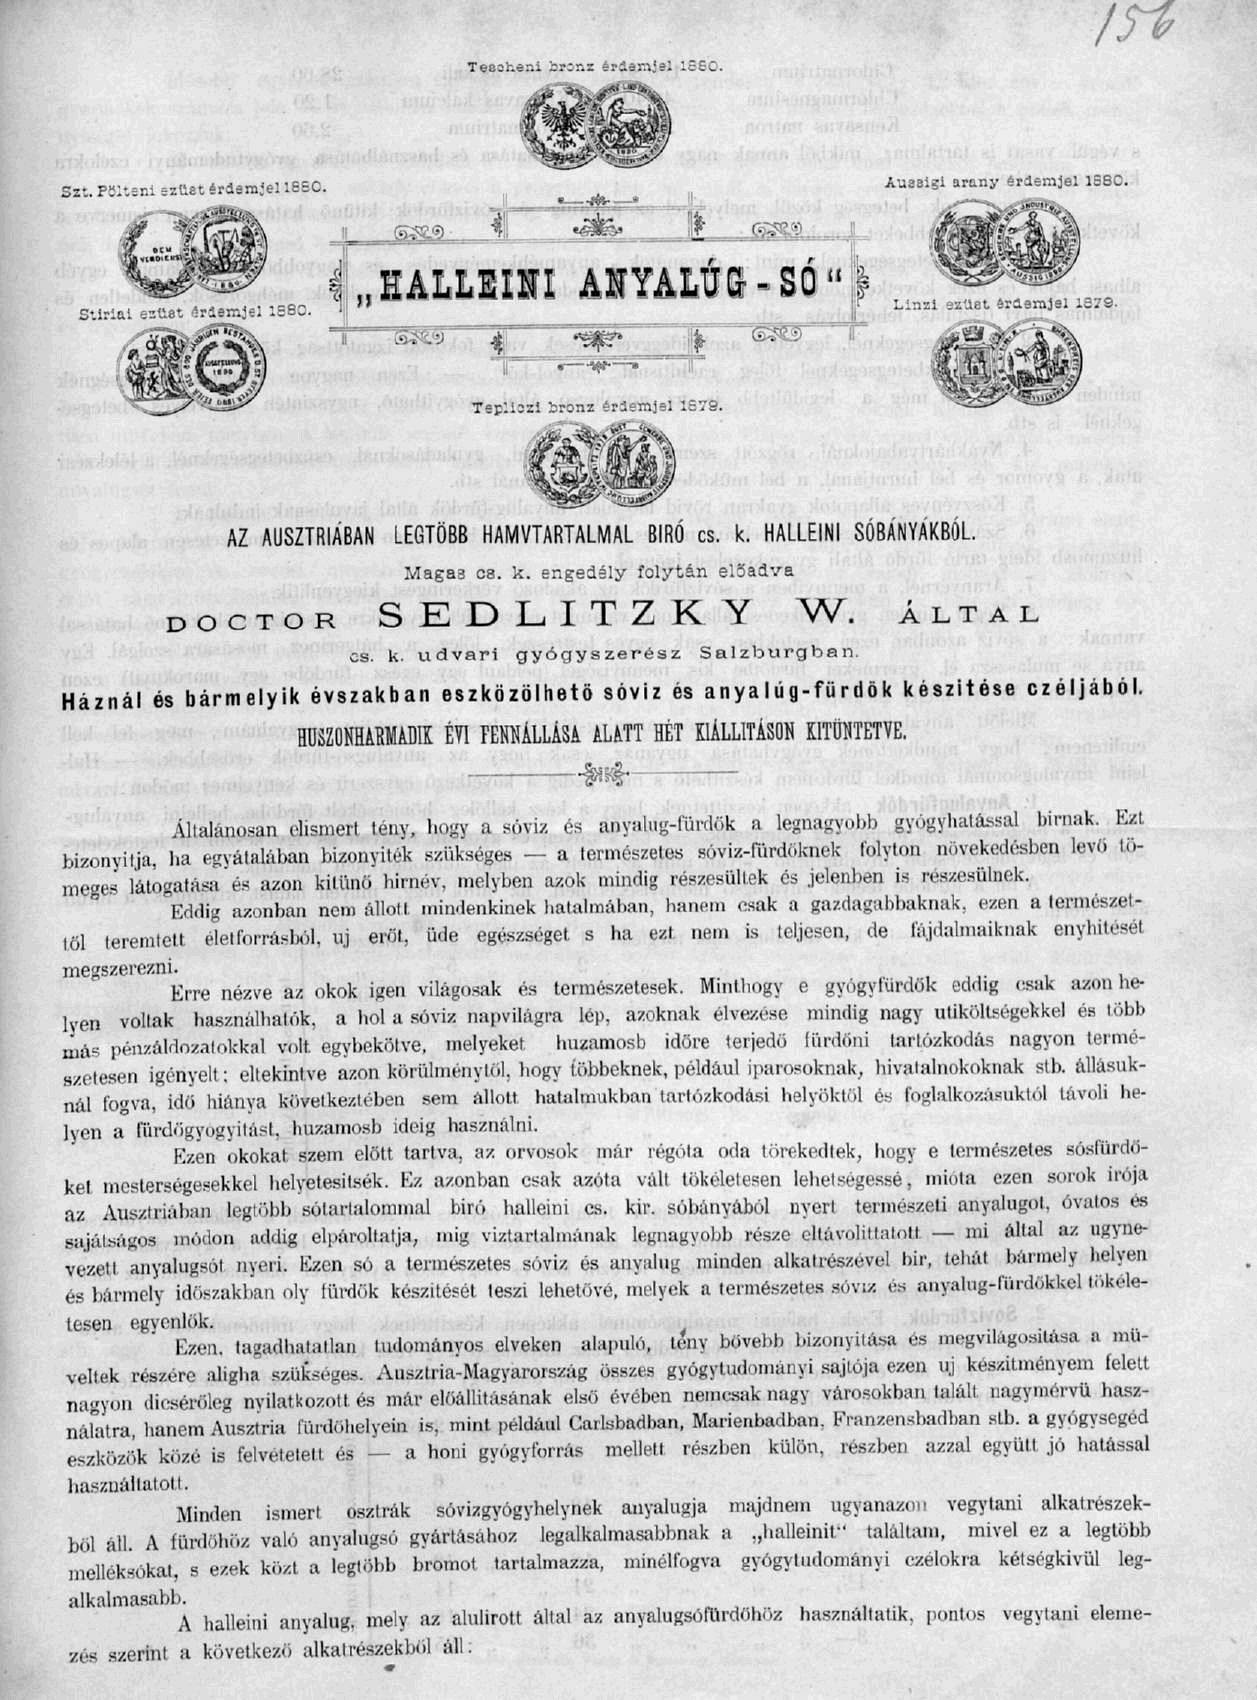 156
Tescheni bronz érdemjel 1880.
Szt. Pölteni ezüst érdemjel 1880.
Aussigi arany érdemjel 1880.
„HALLEINI ANYALÚG-SÓ“
Stiriai ezüst érdemjel 1880.
Linzi ezüst érdemjel 1879.
Tepliczi bronz érdemjel 1879.
AZ AUSZTRIÁBAN LEGTÖBB HAMVTARTALMAL BIRÓ cs. k. HALLEINI SÓBÁNYÁKBÓL.
Magas cs. k. engedély folytán előadva
DOCTOR SEDLITZKY W. ÁLTAL
cs. k. udvari gyógyszerész Salzburgban.
Háznál és bármelyik évszakban eszközölhető sóviz és anyalúg-fürdök készitése czéljából.
HUSZONHARMADIK ÉVI FENNÁLLÁSA ALATT HÉT KIÁLLITÁSON KITÜNTETVE.
Általánosan elismert tény, hogy a sóviz és anyalug-fürdők a legnagyobb gyógyhatással birnak. Ezt
bizonyitja, ha egyátalában bizonyiték szükséges — a természetes sóviz-fürdőknek folyton növekedésben levő tö-
meges látogatása és azon kitünő hirnév, melyben azok mindig részesültek és jelenben is részesülnek.
Eddig azonban nem állott mindenkinek hatalmában, hanem csak a gazdagabbaknak, ezen a természet-
től teremtett életforrásból, uj erőt, üde egészséget s ha ezt nem is teljesen, de fájdalmaiknak enyhitését
megszerezni.
Erre nézve az okok igen világosak és természetesek. Minthogy e gyógyfürdők eddig csak azon he-
lyen voltak használhatók, a hol a sóviz napvilágra lép, azoknak élvezése mindig nagy utiköltségekkel és több
más pénzáldozatokkal volt egybekötve, melyeket huzamosb időre terjedő fürdőni tartózkodás nagyon termé-
szetesen igényelt; eltekintve azon körülménytől, hogy többeknek, például iparosoknak, hivatalnokoknak stb. állásuk-
nál fogva, idő hiánya következtében sem állott hatalmukban tartózkodási helyöktől és foglalkozásuktól távoli he-
lyen a fürdőgyógyitást, huzamosb ideig használni.
Ezen okokat szem előtt tartva, az orvosok már régóta oda törekedtek, hogy e természetes sósfürdő-
ket mesterségesekkel helyetesitsék. Ez azonban csak azóta vált tökéletesen lehetségessé, mióta ezen sorok irója
az Ausztriában legtöbb sótartalommal biró halleini cs. kir. sóbányából nyert természeti anyalugot, óvatos és
sajátságos módon addig elpároltatja, mig viztartalmának legnagyobb része eltávolittatott — mi által az ugyne-
vezett anyalugsót nyeri. Ezen só a természetes sóviz és anyalug minden alkatrészével bir, tehát bármely helyen
és bármely időszakban oly fürdők készitését teszi lehetővé, melyek a természetes sóviz és anyalug-fürdőkkel tökéle-
tesen egyenlők.
Ezen, tagadhatatlan tudományos elveken alapuló, tény bővebb bizonyitása és megvilágositása a mü-
veltek részére aligha szükséges. Ausztria-Magyarország összes gyógytudományi sajtója ezen uj készitményem felett
nagyon dicsérőleg nyilatkozott és már előállitásának első évében nemcsak nagy városokban talált nagymérvü hasz-
nálatra, hanem Ausztria fürdőhelyein is, mint például Carlsbadban, Marienbadban, Franzensbadban stb. a gyógysegéd
eszközök közé is felvétetett és — a honi gyógyforrás mellett részben külön, részben azzal együtt jó hatással
használtatott.
Minden ismert osztrák sóvizgyógyhelynek anyalugja majdnem ugyanazon vegytani alkatrészek-
ből áll. A fürdőhöz való anyalugsó gyártásához legalkalmasabbnak a „halleinit“ találtam, mivel ez a legtöbb
melléksókat, s ezek közt a legtöbb bromot tartalmazza, minélfogva gyógytudományi czélokra kétségkivül leg-
alkalmasabb.
A halleini anyalug, mely az alulirott által az anyalugsófürdőhöz használtatik, pontos vegytani eleme-
zés szerint a következő alkatrészekből áll: